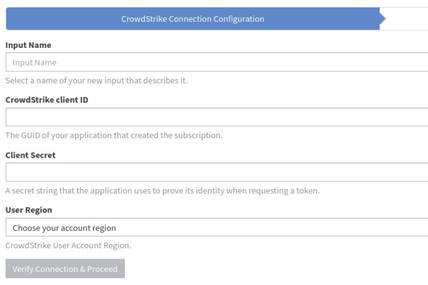 CrowdStrike Connection Configuration
Input Name
Input Name
Select a name of your new input that describes it.
CrowdStrike client ID
The GUID of your application that created the subscription.
Client Secret
A secret string that the application uses to prove its identity when requesting a token.
User Region
Choose your account region
CrowdStrike User Account Region.
Verify Connection & Proceed